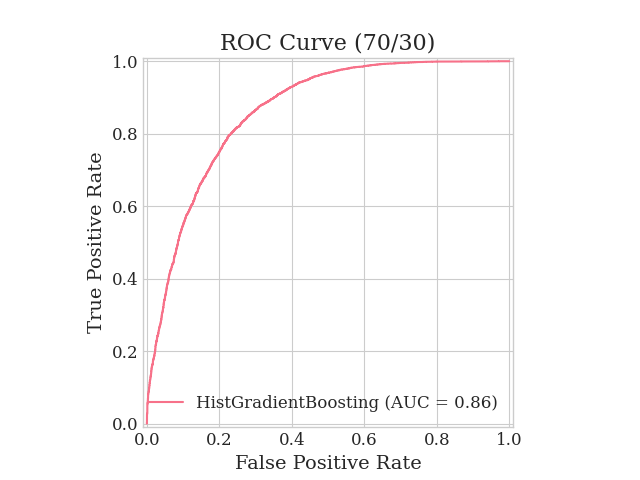 ROC Curve (70/30)
True Positive Rate
1.0
0.8
0.6
0.4
0.2
0.0
HistGradientBoosting (AUC = 0.86)
0.0 0.2 0.4 0.6 0.8 1.0
False Positive Rate